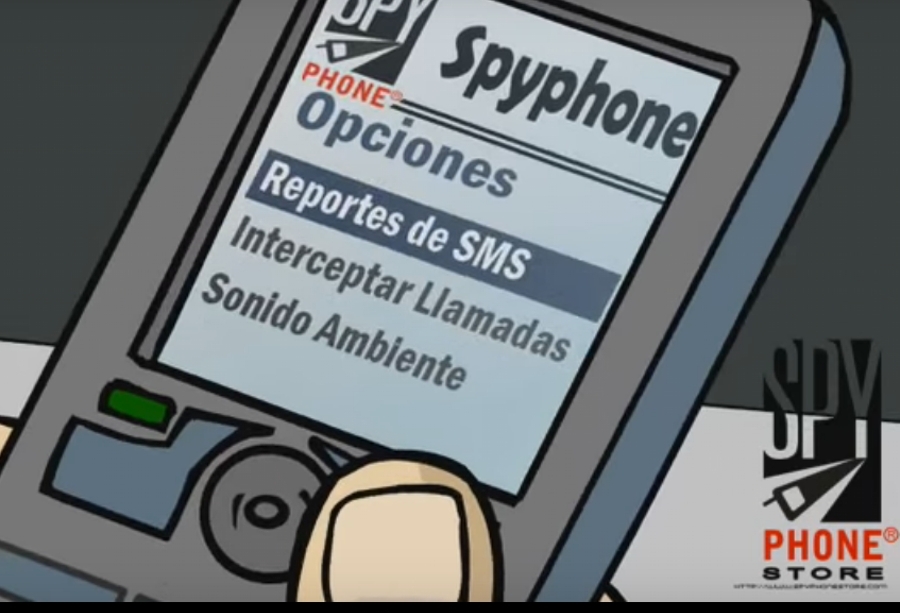 SPY
PHONE®
Spyphone
Opciones
Reportes de SMS
Interceptar Llamadas
Sonido Ambiente
SPY
PHONE®
STORE